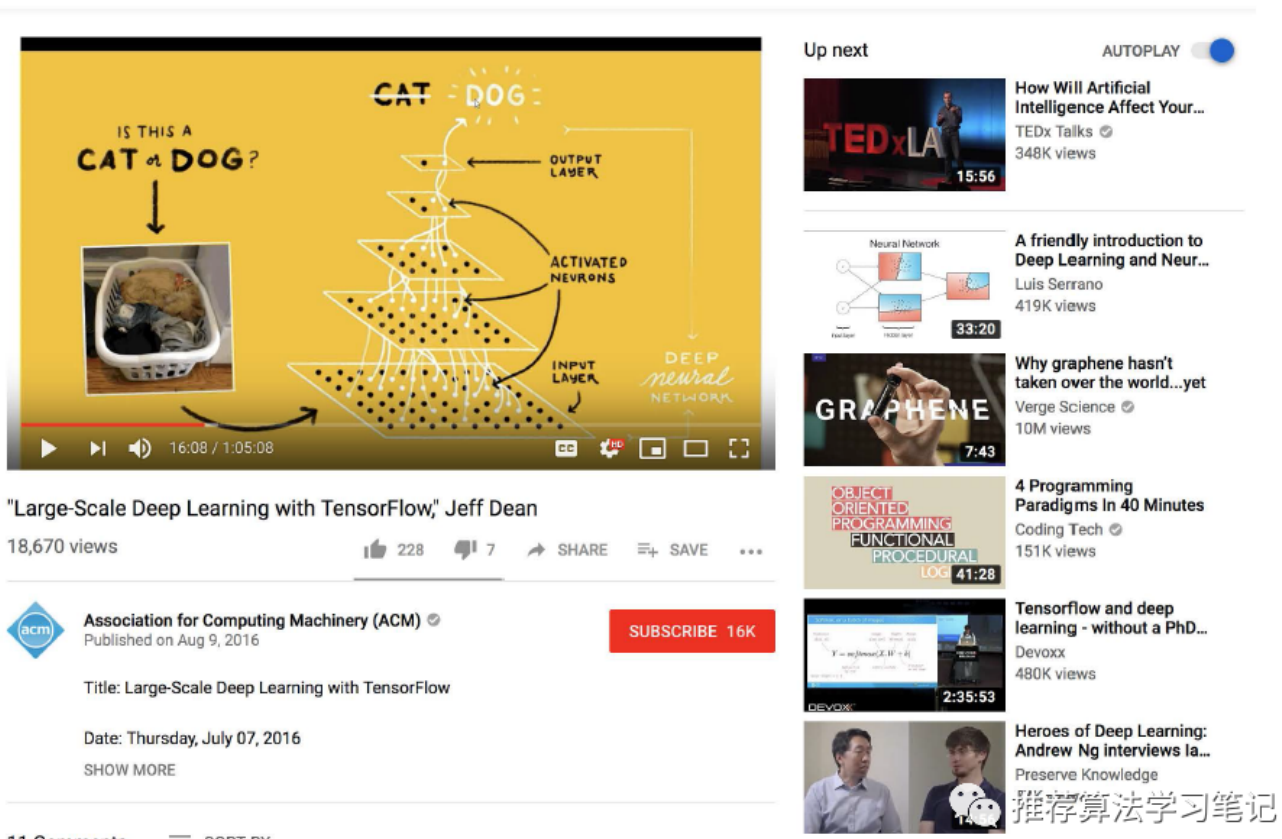 CAT DOG
IS THIS A
CAT or DOG?
OUTPUT
LAYER
ACTIVATED
NEURONS
INPUT
LAYER
DEEP
neural
NETWORK
CC
HD
16:08 / 1:05:08
"Large-Scale Deep Learning with TensorFlow," Jeff Dean
18,670 views
228 7 SHARE SAVE
acm
Association for Computing Machinery (ACM)
Published on Aug 9, 2016
SUBSCRIBE 16K
Title: Large-Scale Deep Learning with TensorFlow
Date: Thursday, July 07, 2016
SHOW MORE
Up next
AUTOPLAY
TEDxLA
15:56
How Will Artificial
Intelligence Affect Your...
TEDx Talks
348K views
Neural Network
33:20
A friendly introduction to
Deep Learning and Neur...
Luis Serrano
419K views
GRAPHENE
7:43
Why graphene hasn't
taken over the world...yet
Verge Science
10M views
OBJECT
ORIENTED
PROGRAMMING
FUNCTIONAL
PROCEDURAL
LOGI
41:28
4 Programming
Paradigms In 40 Minutes
Coding Tech
151K views
DEVOXX
2:35:53
Tensorflow and deep
learning - without a PhD...
Devoxx
480K views
14:56
Heroes of Deep Learning:
Andrew Ng interviews Ia...
Preserve Knowledge
推荐算法学习笔记